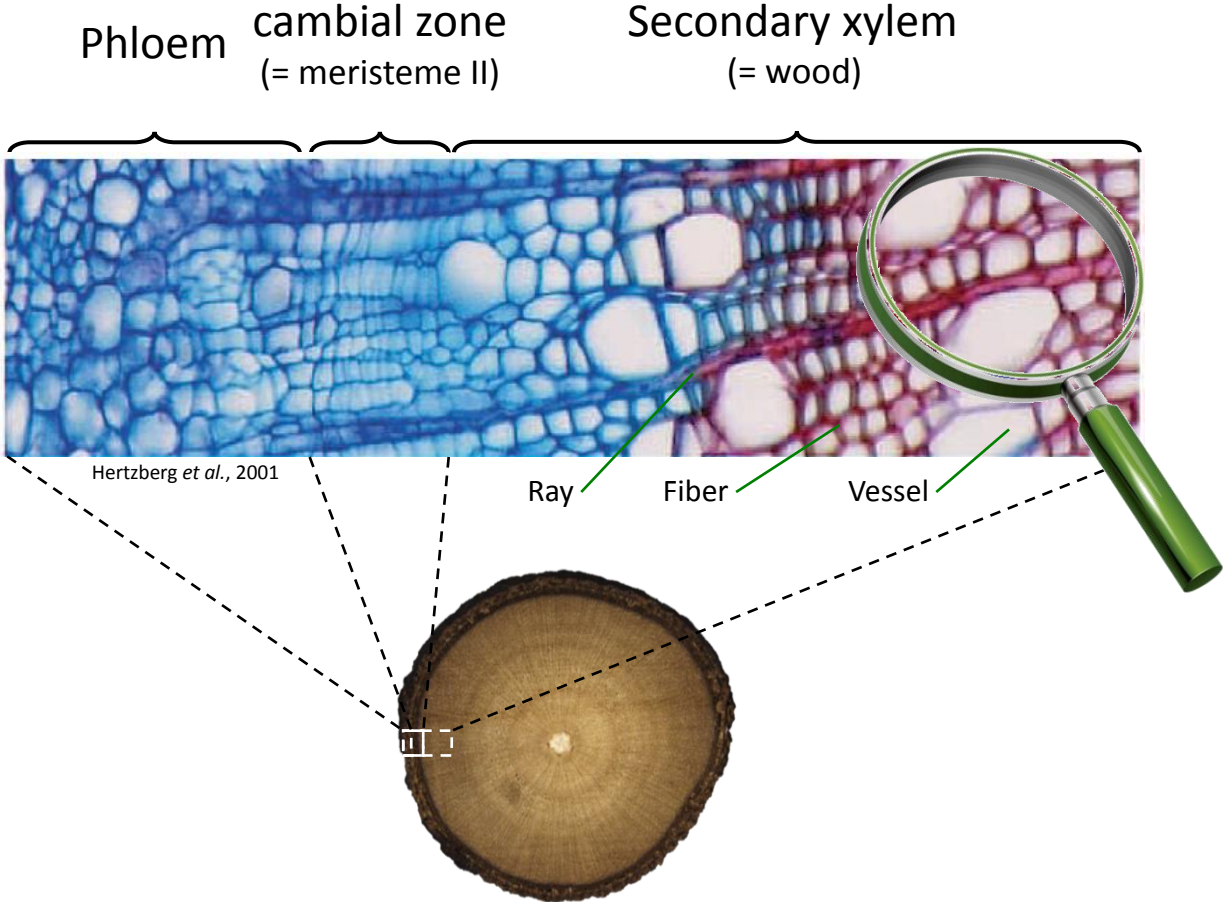 Phloem
cambial zone
(= meristeme II)
Secondary xylem
(= wood)
Hertzberg et al., 2001
Ray
Fiber
Vessel